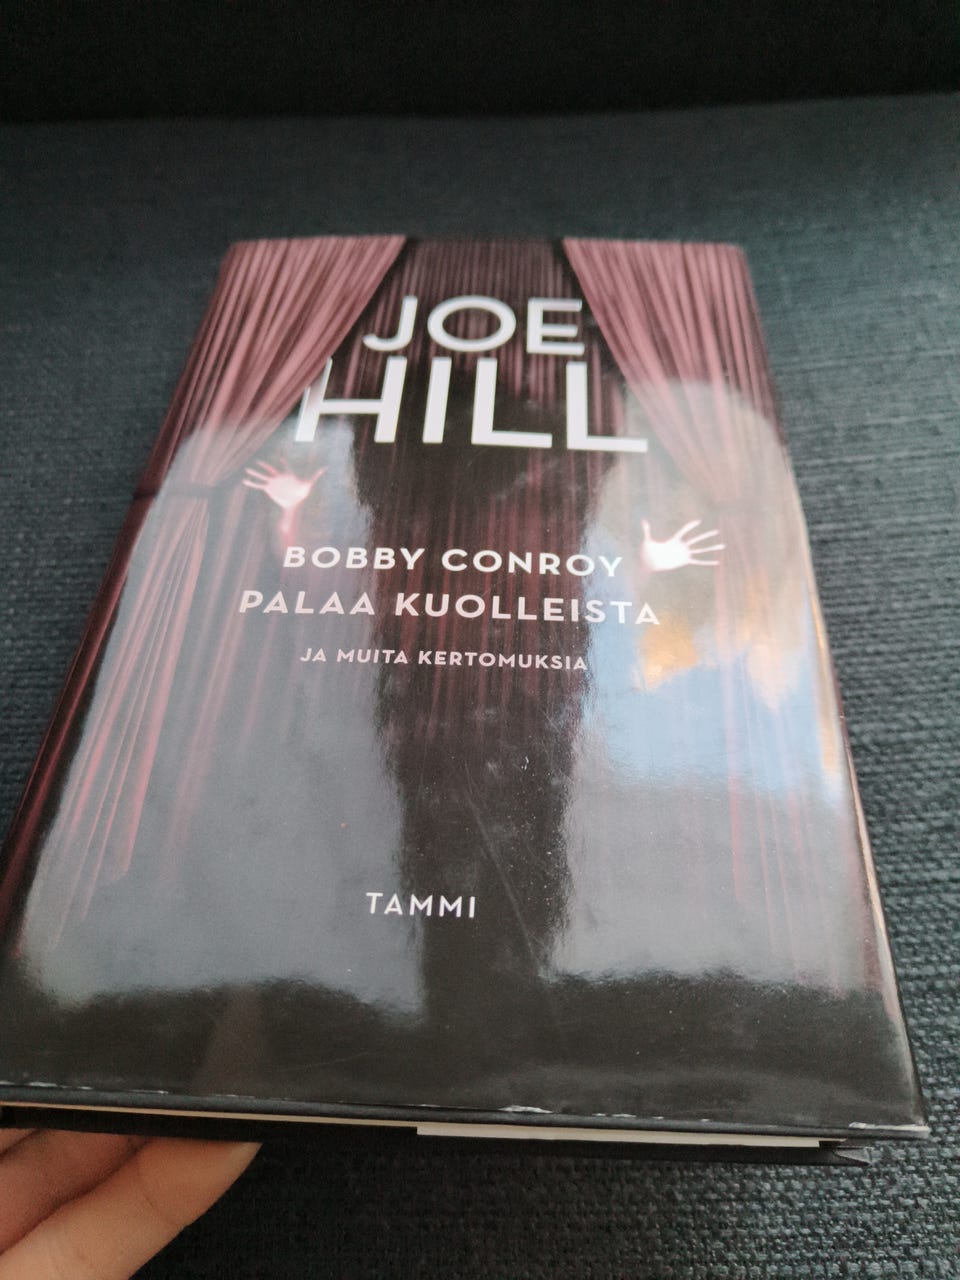 JOE
HILL
BOBBY CONROY
PALAA KUOLLEISTA
JA MUITA KERTOMUKSIA
TAMMI